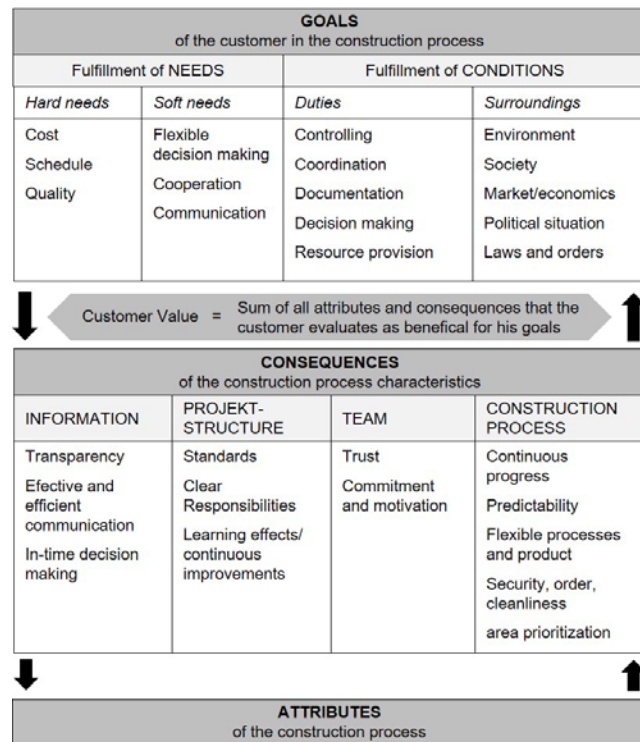 GOALS
of the customer in the construction process
Fulfillment of NEEDS
Fulfillment of CONDITIONS
Hard needs
Soft needs
Duties
Surroundings
Cost
Schedule
Quality
Flexible
decision making
Cooperation
Communication
Controlling
Coordination
Documentation
Decision making
Resource provision
Environment
Society
Market/economics
Political situation
Laws and orders
Customer Value = Sum of all attributes and consequences that the
customer evaluates as benefical for his goals
CONSEQUENCES
of the construction process characteristics
INFORMATION
PROJEKT-
STRUCTURE
TEAM
CONSTRUCTION
PROCESS
Transparency
Efective and
efficient
communication
In-time decision
making
Standards
Clear
Responsibilities
Learning effects/
continuous
improvements
Trust
Commitment
and motivation
Continuous
progress
Predictability
Flexible processes
and product
Security, order,
cleanliness
area prioritization
ATTRIBUTES
of the construction process